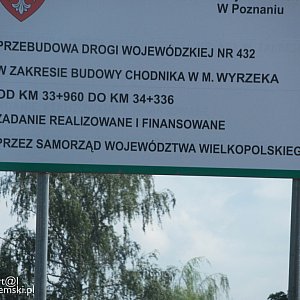 W Poznaniu
PRZEBUDOWA DROGI WOJEWÓDZKIEJ NR 432
W ZAKRESIE BUDOWY CHODNIKA W M. WYRZEKA
OD KM 33+960 DO KM 34+336
ZADANIE REALIZOWANE I FINANSOWANE
PRZEZ SAMORZĄD WOJEWÓDZTWA WIELKOPOLSKIEG